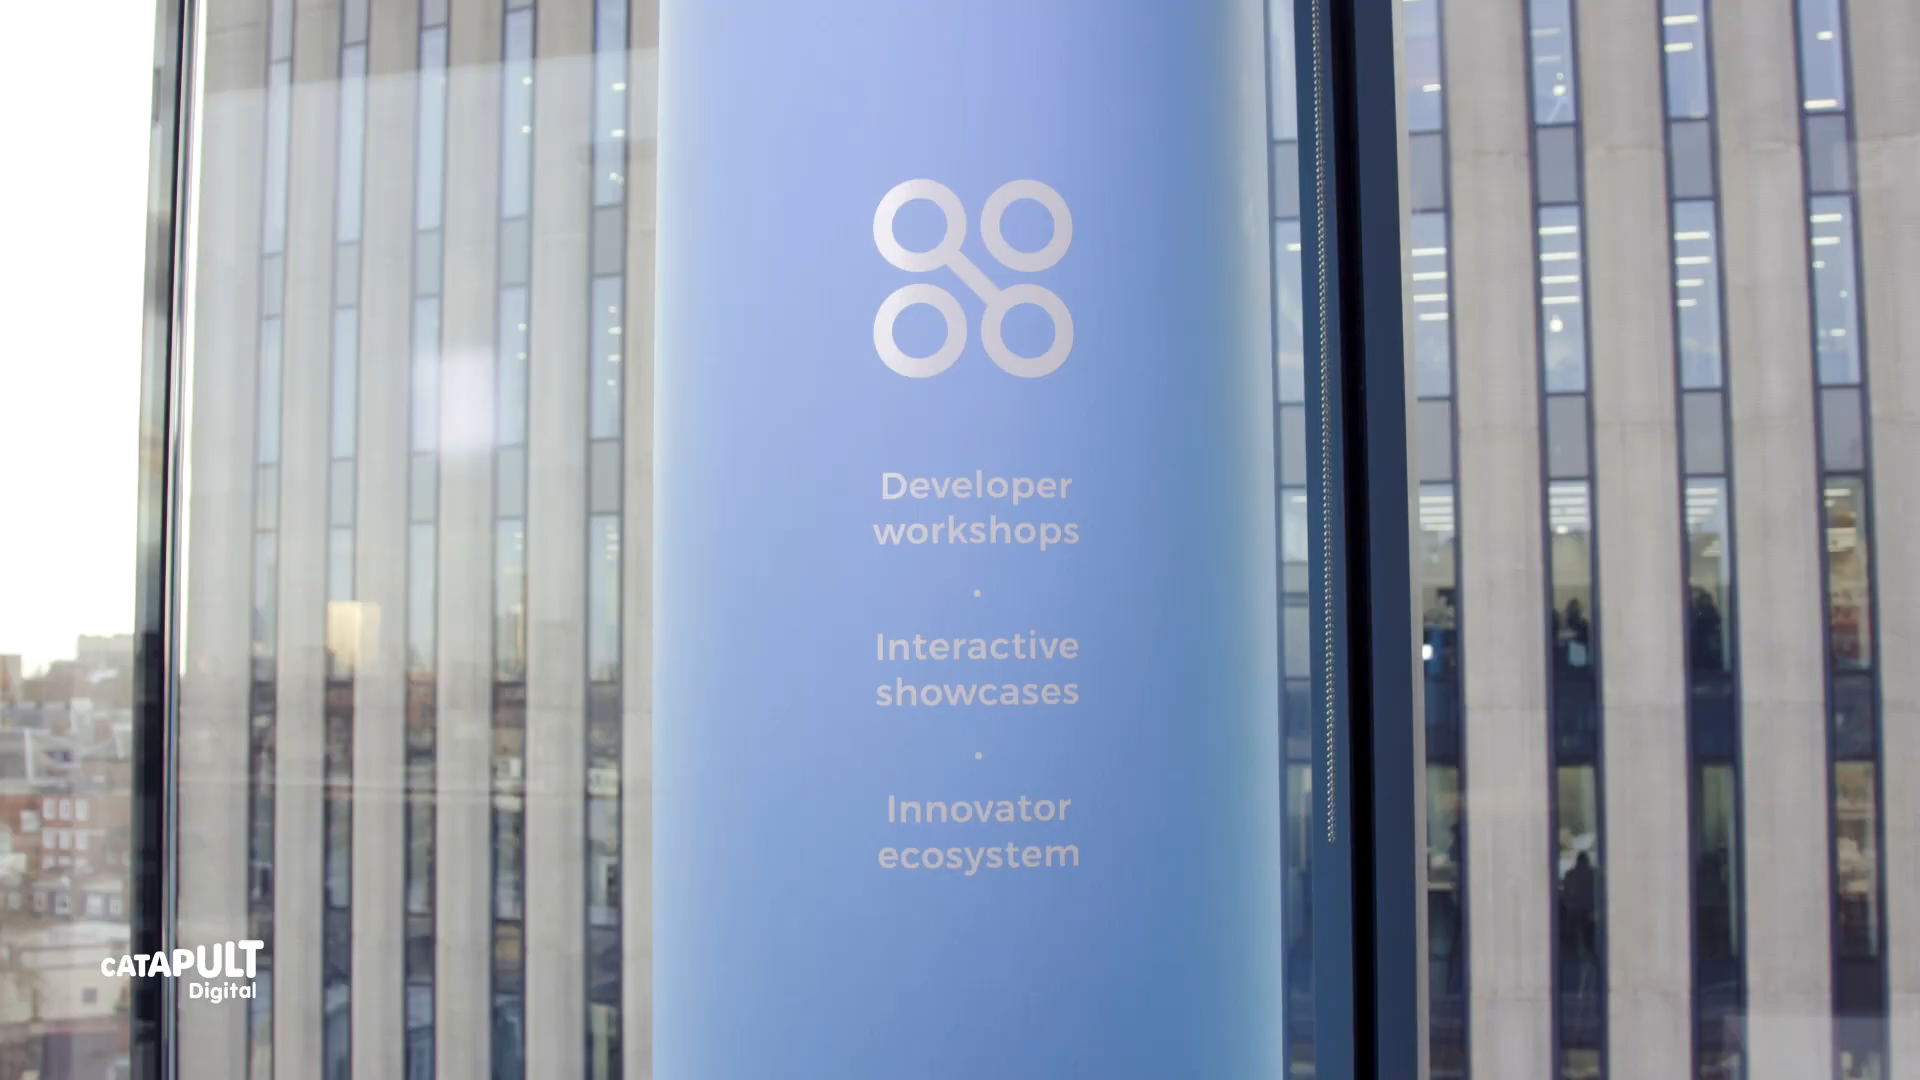 Developer
workshops
·
Interactive
showcases
·
Innovator
ecosystem
CATAPULT
Digital